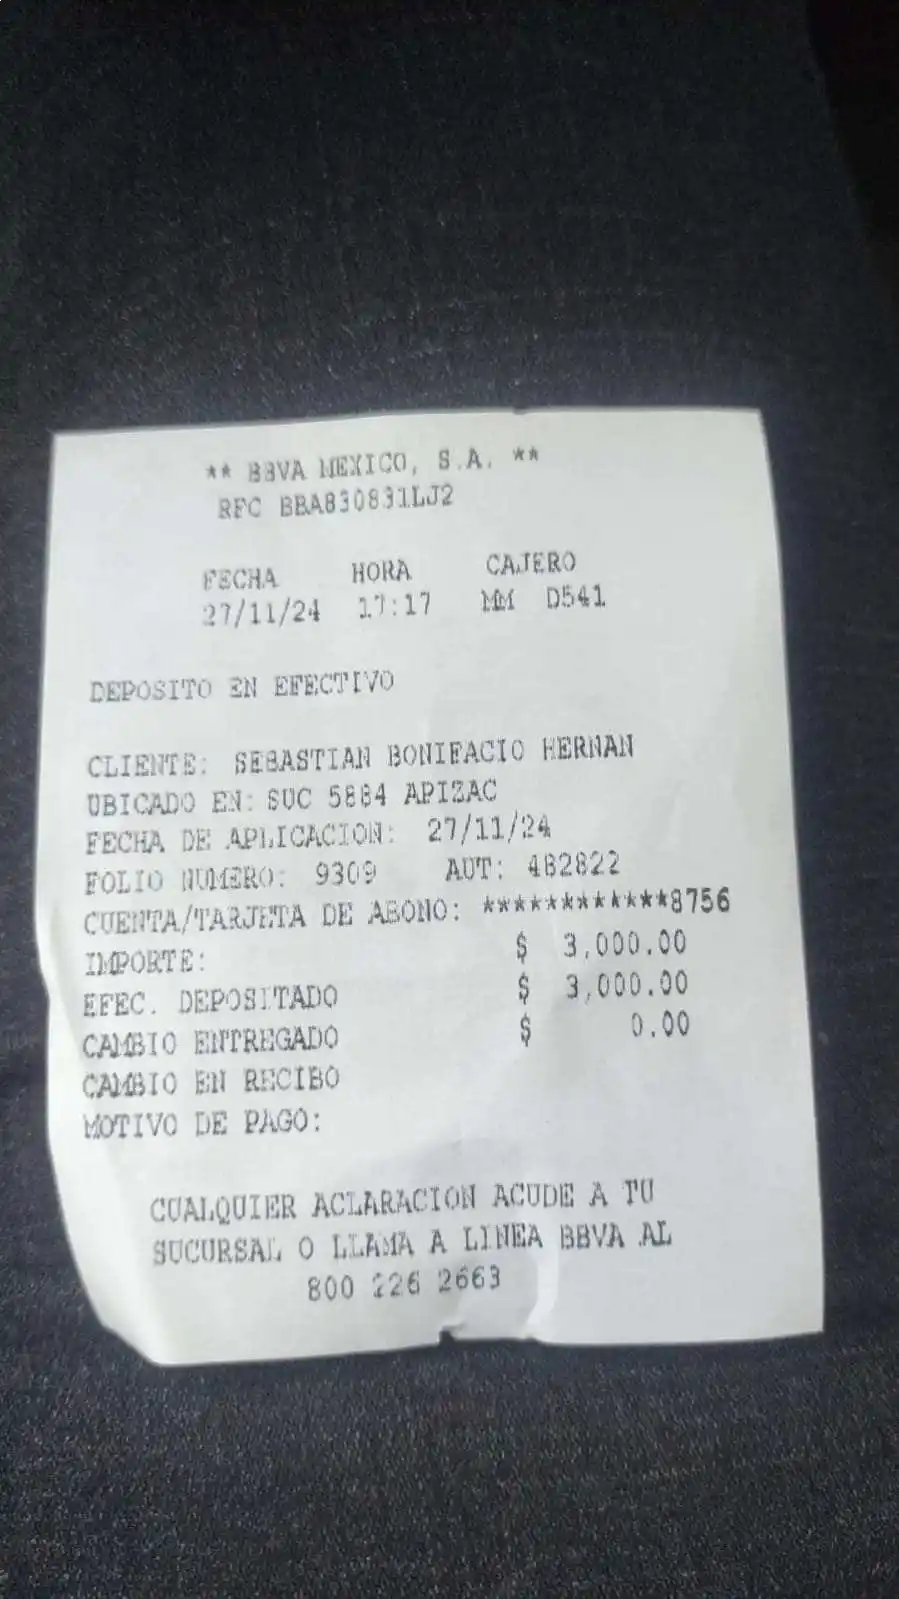 ** BBVA MEXICO, S.A. **
RFC BBA830831LJ2
FECHA HORA CAJERO
27/11/24 17:17 MM D541
DEPOSITO EN EFECTIVO
CLIENTE: SEBASTIAN BONIFACIO HERNAN
UBICADO EN: SUC 5884 APIZAC
FECHA DE APLICACION: 27/11/24
FOLIO NUMERO: 9309 AUT: 482822
CUENTA/TARJETA DE ABONO: ************8756
IMPORTE: $ 3,000.00
EFEC. DEPOSITADO $ 3,000.00
CAMBIO ENTREGADO $ 0.00
CAMBIO EN RECIBO
MOTIVO DE PAGO:
CUALQUIER ACLARACION ACUDE A TU
SUCURSAL O LLAMA A LINEA BBVA AL
800 226 2663